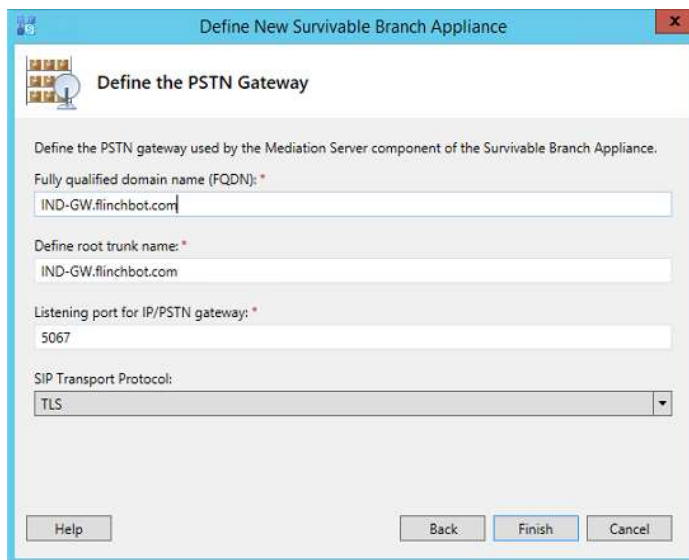 Define New Survivable Branch Appliance
x
Define the PSTN Gateway
Define the PSTN gateway used by the Mediation Server component of the Survivable Branch Appliance.
Fully qualified domain name (FQDN): *
IND-GW.flinchbot.com
Define root trunk name: *
IND-GW.flinchbot.com
Listening port for IP/PSTN gateway: *
5067
SIP Transport Protocol:
TLS
Help Back Finish Cancel